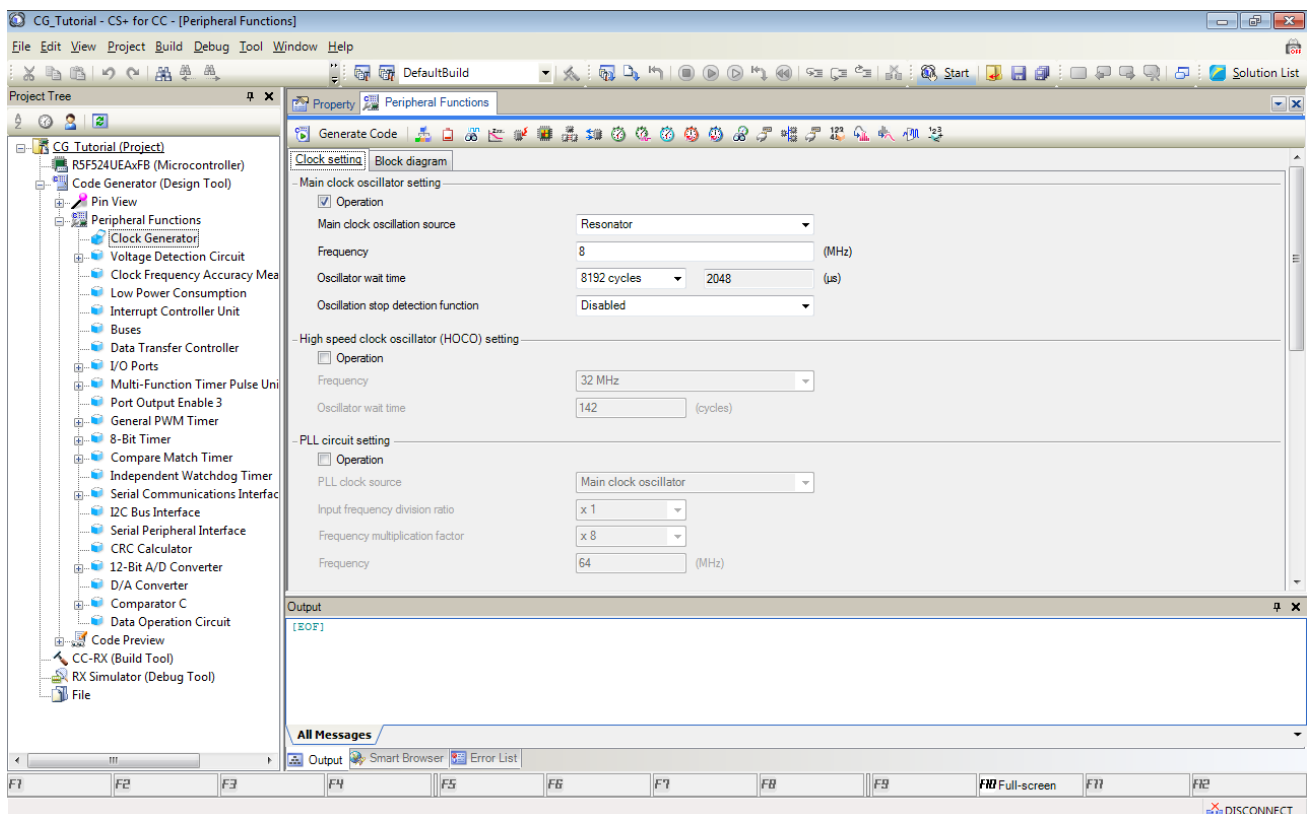 CG_Tutorial - CS+ for CC - [Peripheral Functions]
File Edit View Project Build Debug Tool Window Help
DefaultBuild Start Solution List
Project Tree
Property Peripheral Functions
Generate Code
CG_Tutorial (Project)
R5F524UEAxFB (Microcontroller)
Code Generator (Design Tool)
Pin View
Peripheral Functions
Clock Generator
Voltage Detection Circuit
Clock Frequency Accuracy Mea
Low Power Consumption
Interrupt Controller Unit
Buses
Data Transfer Controller
I/O Ports
Multi-Function Timer Pulse Uni
Port Output Enable 3
General PWM Timer
8-Bit Timer
Compare Match Timer
Independent Watchdog Timer
Serial Communications Interfac
I2C Bus Interface
Serial Peripheral Interface
CRC Calculator
12-Bit A/D Converter
D/A Converter
Comparator C
Data Operation Circuit
Code Preview
CC-RX (Build Tool)
RX Simulator (Debug Tool)
File
Clock setting Block diagram
Main clock oscillator setting
Operation
Main clock oscillation source Resonator
Frequency 8 (MHz)
Oscillator wait time 8192 cycles 2048 (µs)
Oscillation stop detection function Disabled
High speed clock oscillator (HOCO) setting
Operation
Frequency 32 MHz
Oscillator wait time 142 (cycles)
PLL circuit setting
Operation
PLL clock source Main clock oscillator
Input frequency division ratio x 1
Frequency multiplication factor x 8
Frequency 64 (MHz)
Output
[EOF]
All Messages
Output Smart Browser Error List
F1 F2 F3 F4 F5 F6 F7 F8 F9 F10 Full-screen F11 F12
DISCONNECT